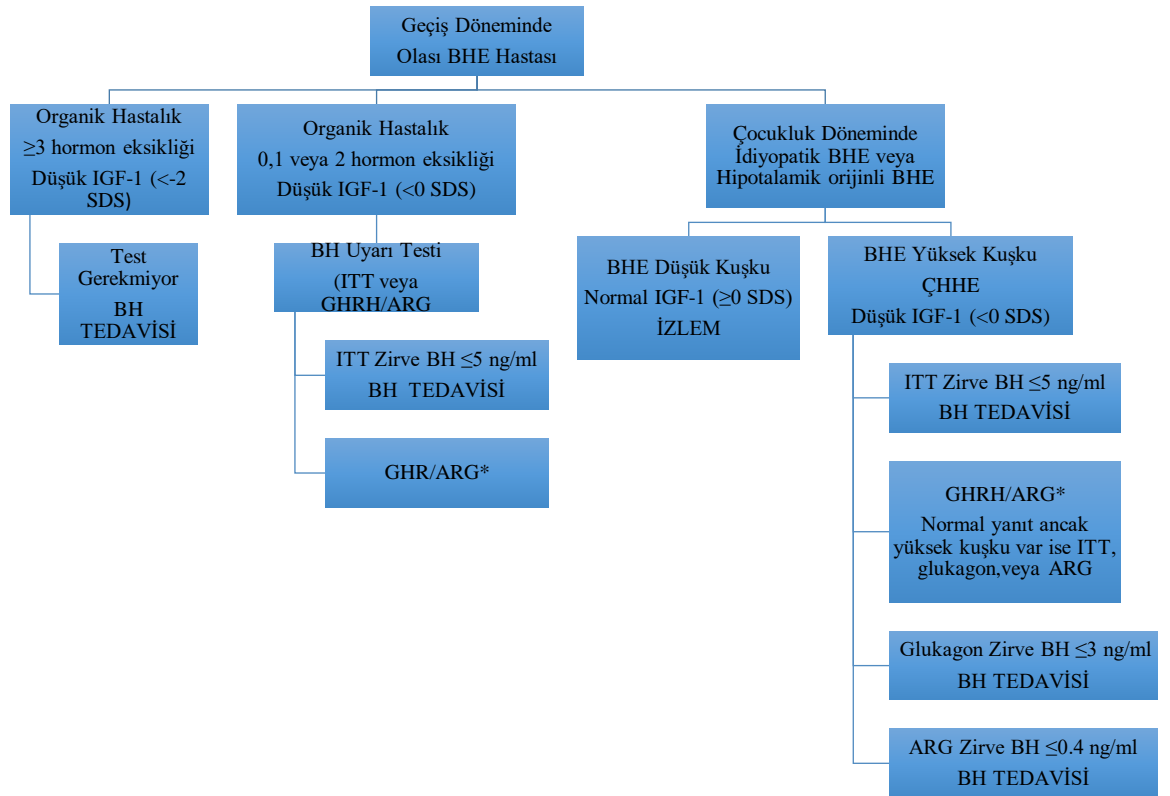 Geçiş Döneminde
Olası BHE Hastası
Organik Hastalık
≥3 hormon eksikliği
Düşük IGF-1 (<-2
SDS)
Test
Gerekmiyor
BH
TEDAVİSİ
Organik Hastalık
0,1 veya 2 hormon eksikliği
Düşük IGF-1 (<0 SDS)
BH Uyarı Testi
(ITT veya
GHRH/ARG
ITT Zirve BH ≤5 ng/ml
BH TEDAVİSİ
GHR/ARG*
Çocukluk Döneminde
İdiyopatik BHE veya
Hipotalamik orijinli BHE
BHE Düşük Kuşku
Normal IGF-1 (≥0 SDS)
İZLEM
BHE Yüksek Kuşku
ÇHHE
Düşük IGF-1 (<0 SDS)
ITT Zirve BH ≤5 ng/ml
BH TEDAVİSİ
GHRH/ARG*
Normal yanıt ancak
yüksek kuşku var ise ITT,
glukagon,veya ARG
Glukagon Zirve BH ≤3 ng/ml
BH TEDAVİSİ
ARG Zirve BH ≤0.4 ng/ml
BH TEDAVİSİ